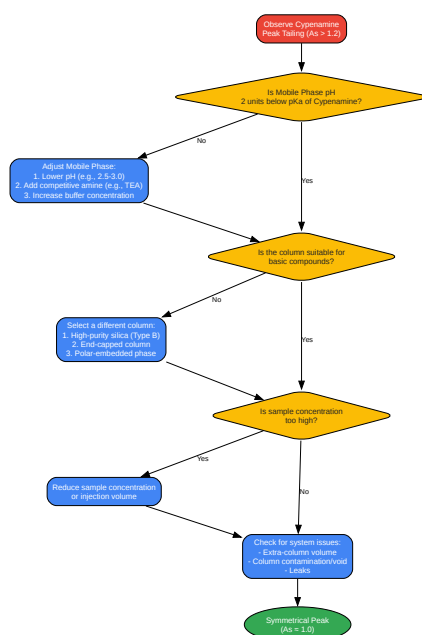 Observe Cypenamine
Peak Tailing (As > 1.2)
Is Mobile Phase pH
2 units below pKa of Cypenamine?
No
Yes
Adjust Mobile Phase:
1. Lower pH (e.g., 2.5-3.0)
2. Add competitive amine (e.g., TEA)
3. Increase buffer concentration
Is the column suitable for
basic compounds?
No
Yes
Select a different column:
1. High-purity silica (Type B)
2. End-capped column
3. Polar-embedded phase
Is sample concentration
too high?
Yes
No
Reduce sample concentration
or injection volume
Check for system issues:
- Extra-column volume
- Column contamination/void
- Leaks
Symmetrical Peak
(As ≈ 1.0)